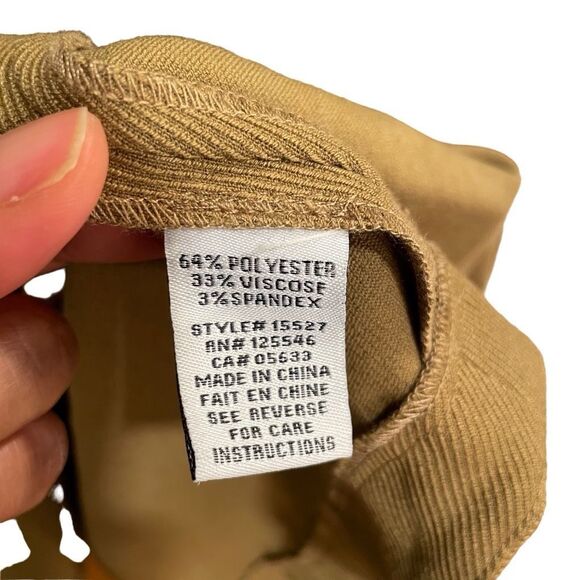 64% POLYESTER
33% VISCOSE
3% SPANDEX
STYLE# 15527
RN# 125546
CA# 05633
MADE IN CHINA
FAIT EN CHINE
SEE REVERSE
FOR CARE
INSTRUCTIONS